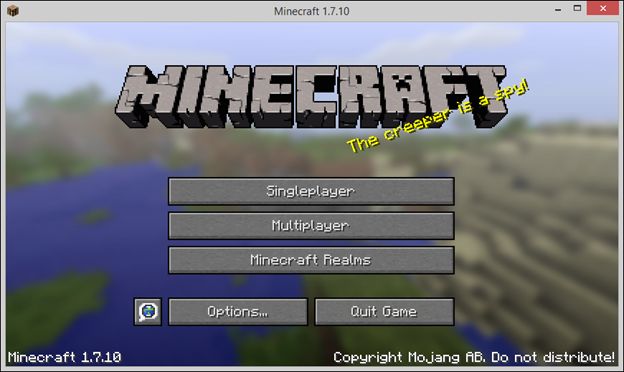 Minecraft 1.7.10
MINECRAFT
The creeper is a spy!
Singleplayer
Multiplayer
Minecraft Realms
Options...
Quit Game
Minecraft 1.7.10
Copyright Mojang AB. Do not distribute!